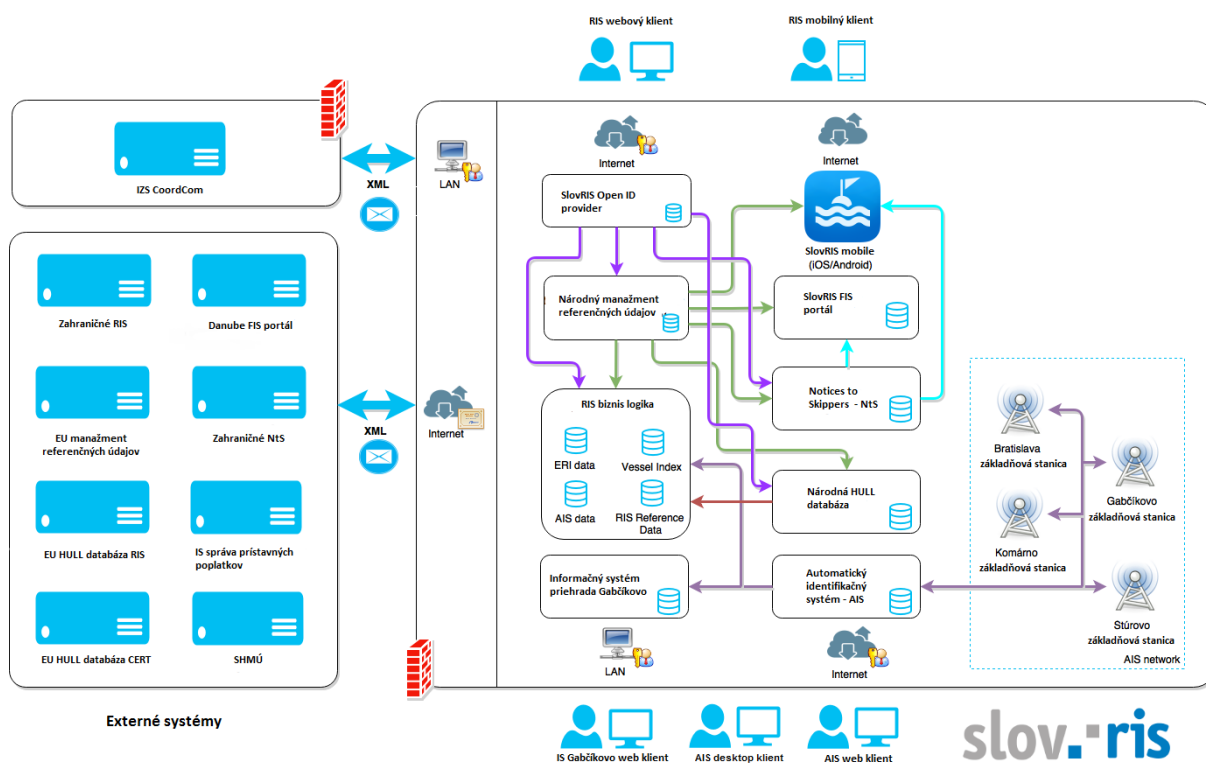 RIS webový klient
RIS mobilný klient
IZS CoordCom
XML
LAN
Internet
Internet
SlovRIS Open ID
provider
SlovRIS mobile
(iOS/Android)
Zahraničné RIS
Danube FIS portál
Národný manažment
referenčných údajov
SlovRIS FIS
portál
EU manažment
referenčných údajov
Zahraničné NtS
XML
Internet
RIS biznis logika
ERI data
Vessel Index
AIS data
RIS Reference
Data
Notices to
Skippers - NtS
Bratislava
základňová stanica
Gabčíkovo
základňová stanica
Komárno
základňová stanica
Národná HULL
databáza
EU HULL databáza RIS
IS správa prístavných
poplatkov
Informačný systém
priehrada Gabčíkovo
Automatický
identifikačný
systém - AIS
Stúrovo
základňová stanica
AIS network
EU HULL databáza CERT
SHMÚ
LAN
Internet
Externé systémy
IS Gabčíkovo web klient
AIS desktop klient
AIS web klient
slov ris